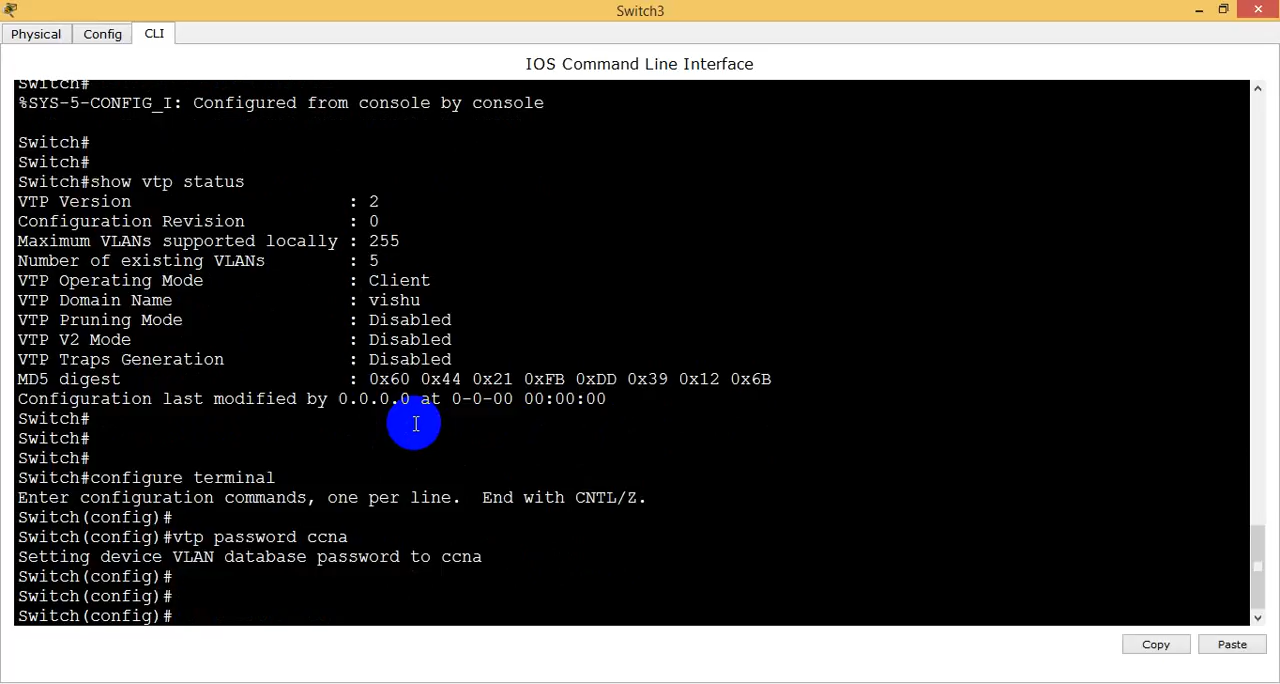 Switch3
Physical Config CLI
IOS Command Line Interface
Switch#
%SYS-5-CONFIG_I: Configured from console by console
Switch#
Switch#
Switch#show vtp status
VTP Version : 2
Configuration Revision : 0
Maximum VLANs supported locally : 255
Number of existing VLANs : 5
VTP Operating Mode : Client
VTP Domain Name : vishu
VTP Pruning Mode : Disabled
VTP V2 Mode : Disabled
VTP Traps Generation : Disabled
MD5 digest : 0x60 0x44 0x21 0xFB 0xDD 0x39 0x12 0x6B
Configuration last modified by 0.0.0.0 at 0-0-00 00:00:00
Switch#
Switch#
Switch#
Switch#configure terminal
Enter configuration commands, one per line. End with CNTL/Z.
Switch(config)#
Switch(config)#vtp password ccna
Setting device VLAN database password to ccna
Switch(config)#
Switch(config)#
Switch(config)#
Copy Paste